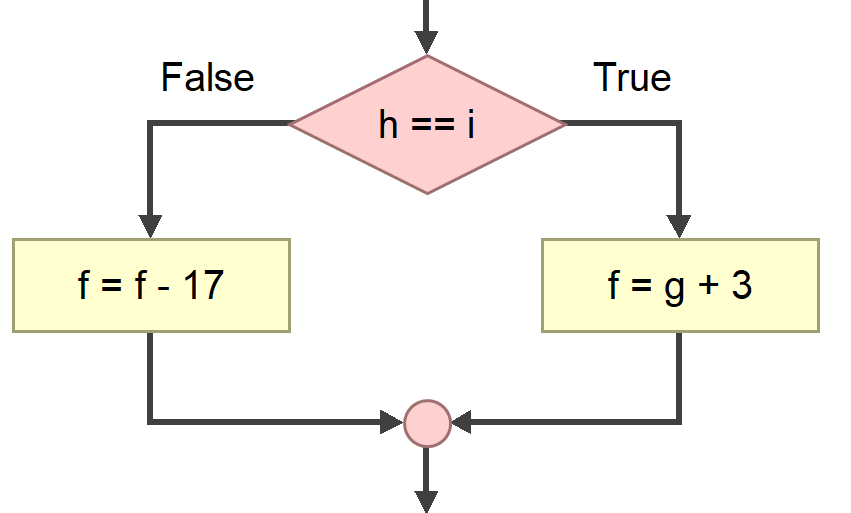 False
True
h == i
f = f - 17
f = g + 3